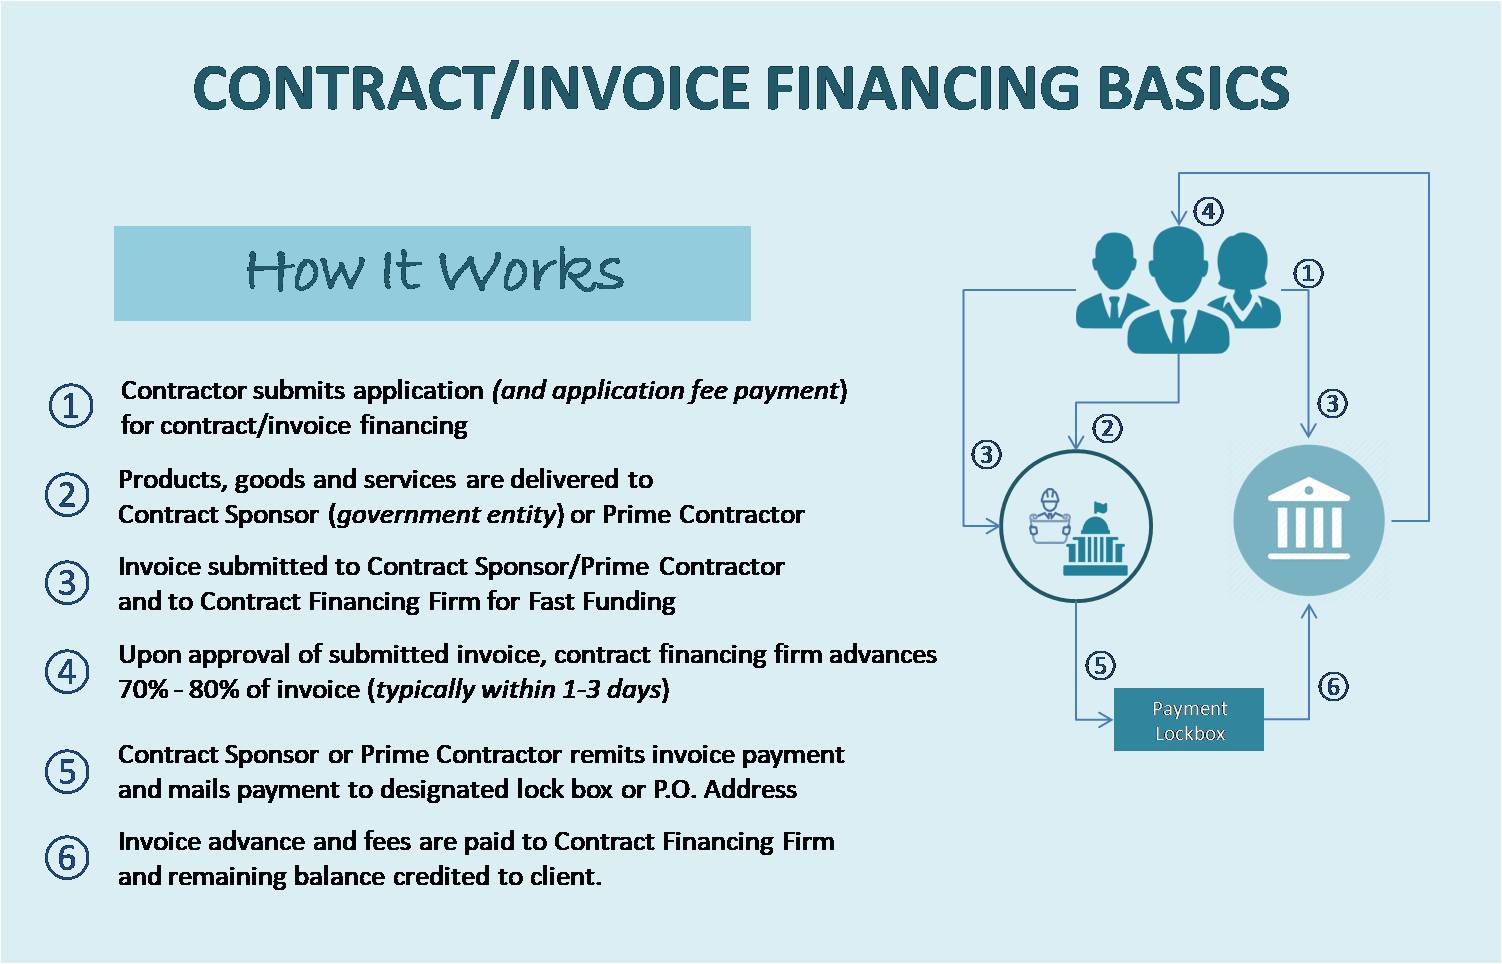 CONTRACT/INVOICE FINANCING BASICS
How It Works
1 Contractor submits application (and application fee payment)
for contract/invoice financing
2 Products, goods and services are delivered to
Contract Sponsor (government entity) or Prime Contractor
3 Invoice submitted to Contract Sponsor/Prime Contractor
and to Contract Financing Firm for Fast Funding
4 Upon approval of submitted invoice, contract financing firm advances
70% - 80% of invoice (typically within 1-3 days)
5 Contract Sponsor or Prime Contractor remits invoice payment
and mails payment to designated lock box or P.O. Address
6 Invoice advance and fees are paid to Contract Financing Firm
and remaining balance credited to client.
4
1
3
2
3
5
6
Payment
Lockbox